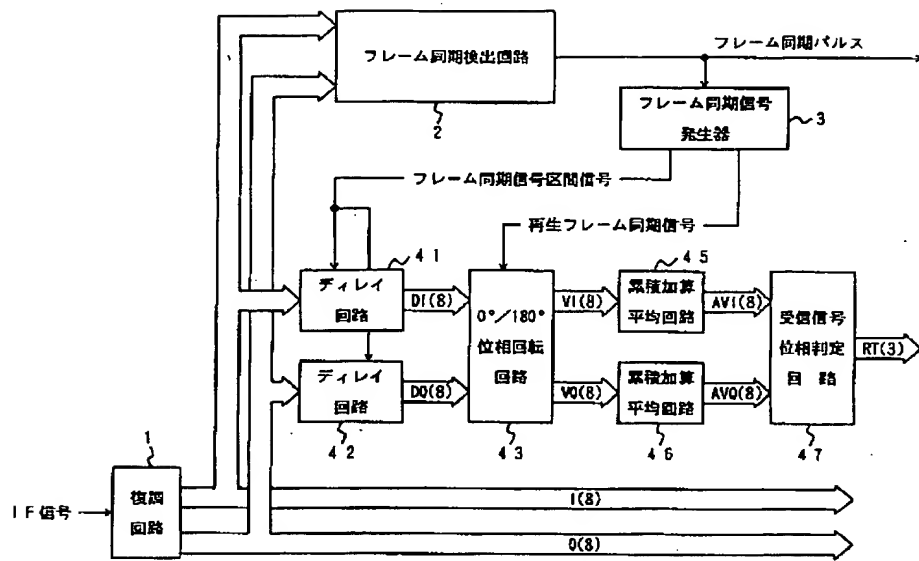 フレーム同期検出回路
2
フレーム同期パルス
フレーム同期信号
発生器
3
フレーム同期信号区間信号
再生フレーム同期信号
41
ディレイ
回路
DI(8)
0°/180°
位相回転
回路
43
VI(8)
45
累積加算
平均回路
AVI(8)
受信信号
位相判定
回路
47
RT(3)
ディレイ
回路
42
DQ(8)
VQ(8)
累積加算
平均回路
46
AVQ(8)
1
IF信号
復調
回路
I(8)
Q(8)